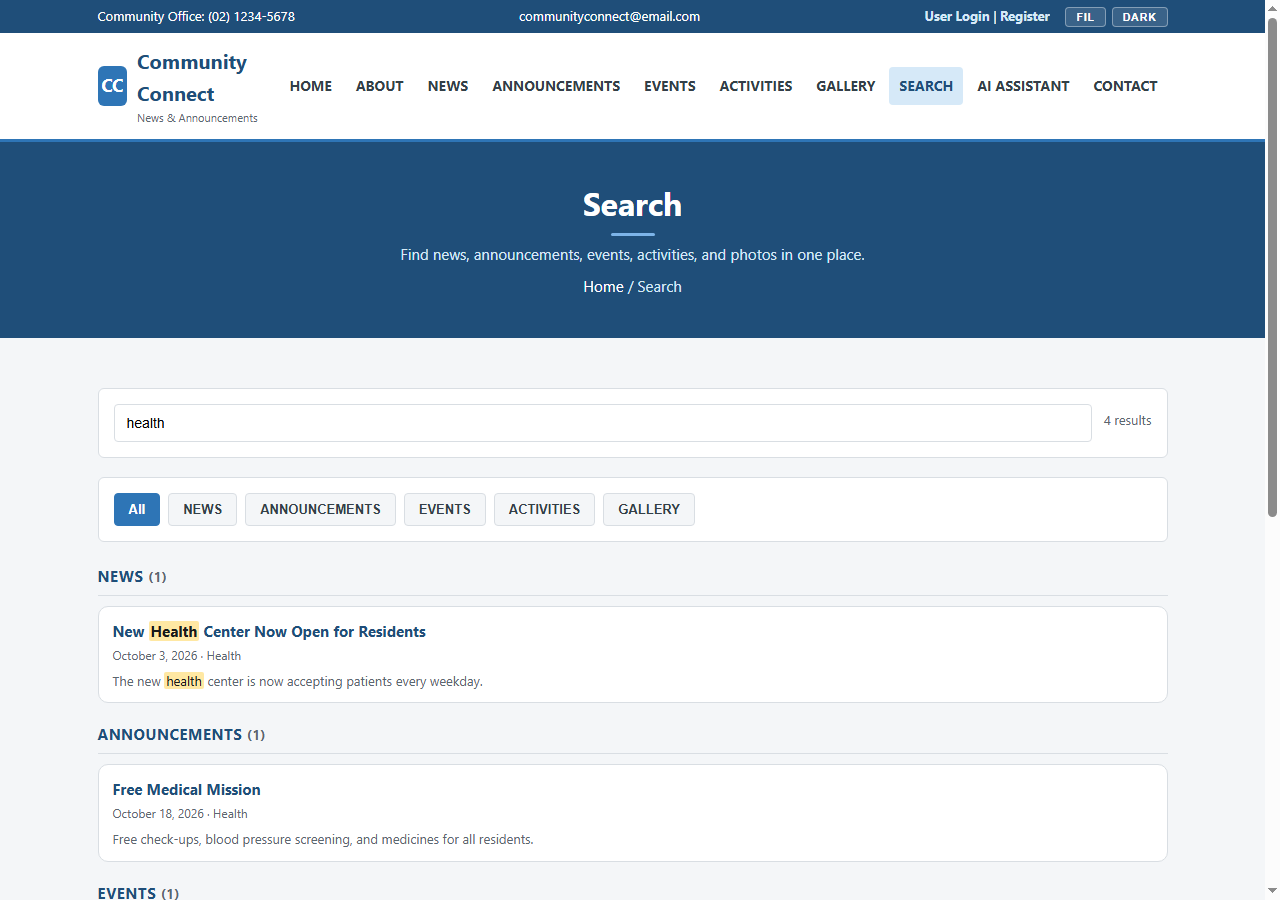 Community Office: (02) 1234-5678
communityconnect@email.com
User Login | Register
FIL
DARK
CC
Community
Connect
News & Announcements
HOME
ABOUT
NEWS
ANNOUNCEMENTS
EVENTS
ACTIVITIES
GALLERY
SEARCH
AI ASSISTANT
CONTACT
Search
Find news, announcements, events, activities, and photos in one place.
Home / Search
health
4 results
All
NEWS
ANNOUNCEMENTS
EVENTS
ACTIVITIES
GALLERY
NEWS (1)
New Health Center Now Open for Residents
October 3, 2026 · Health
The new health center is now accepting patients every weekday.
ANNOUNCEMENTS (1)
Free Medical Mission
October 18, 2026 · Health
Free check-ups, blood pressure screening, and medicines for all residents.
EVENTS (1)